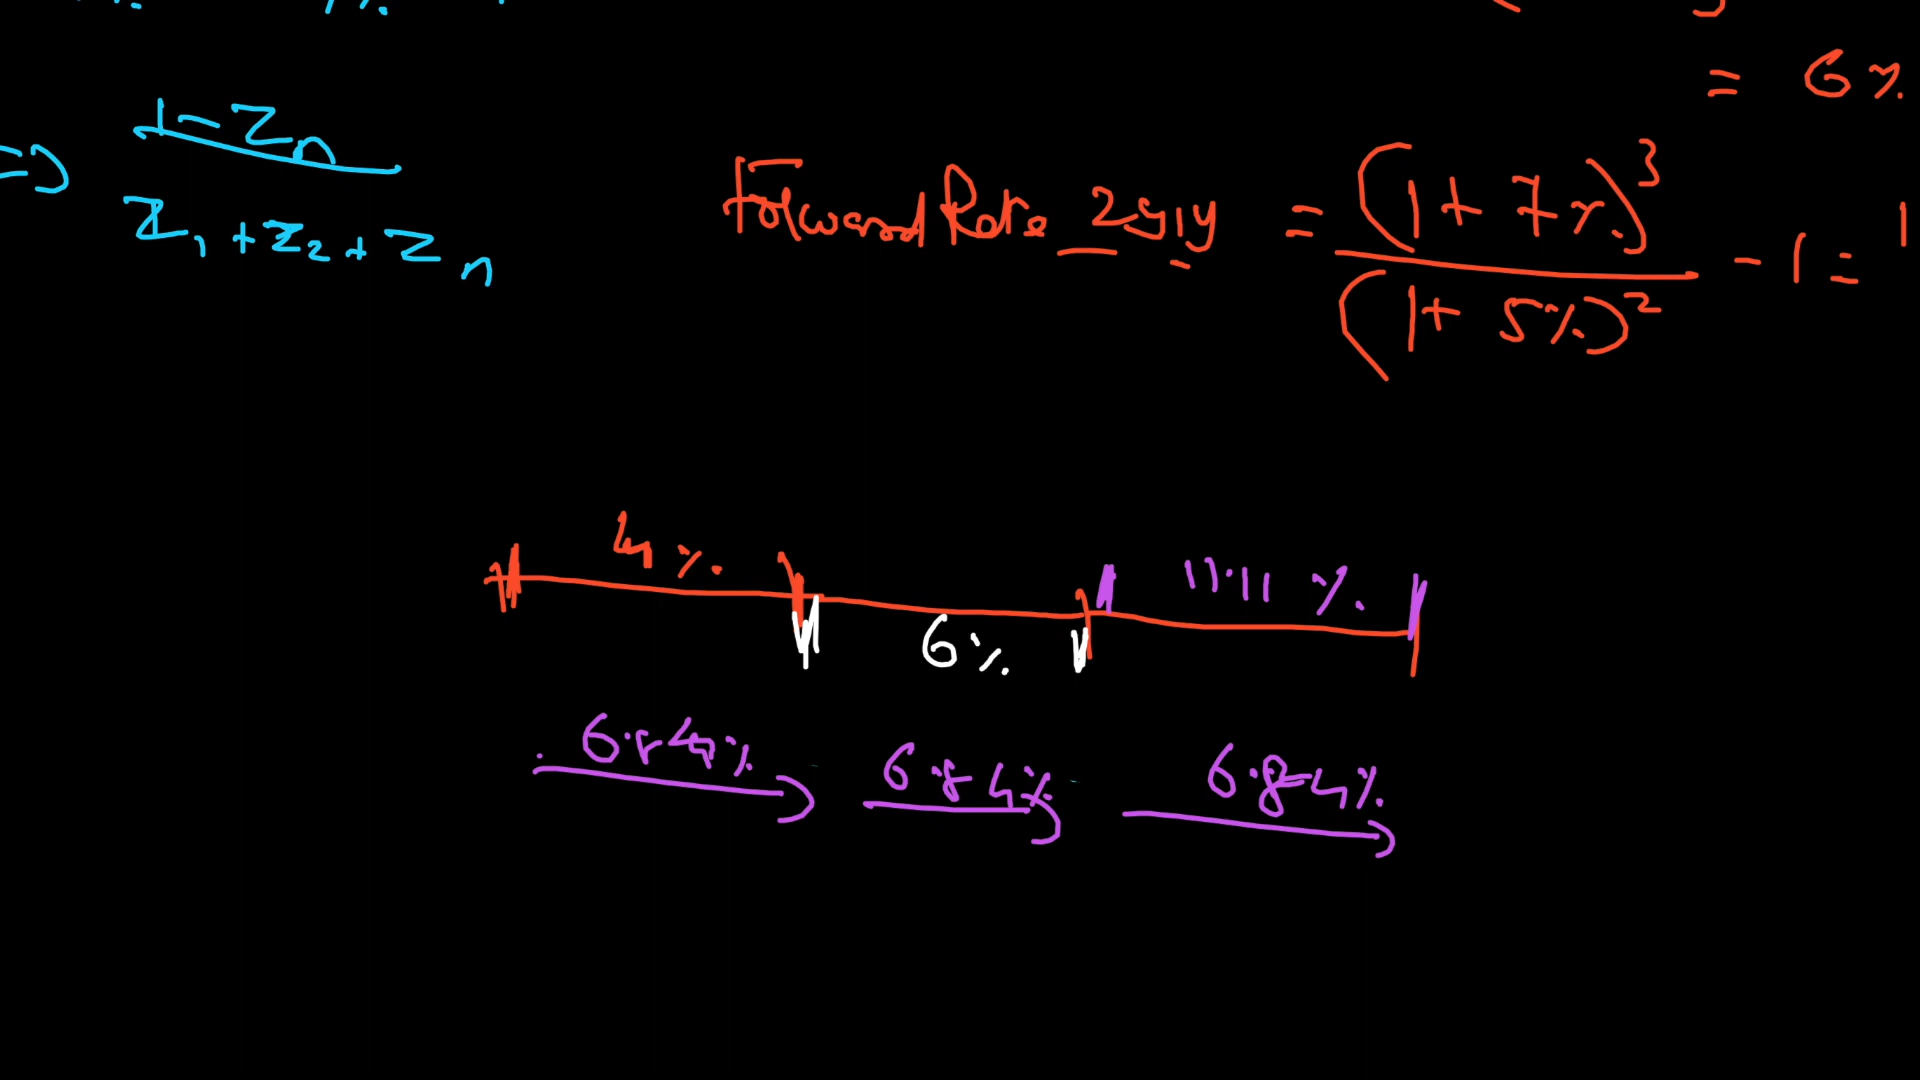 = 6%
1 - Zn
Z1 + Z2 + Zn
Forward Rate 2y1y = (1 + 7%)^3 / (1 + 5%)^2 - 1 = 1
4%
11.11 %
6%
6.84%
6.84%
6.84%